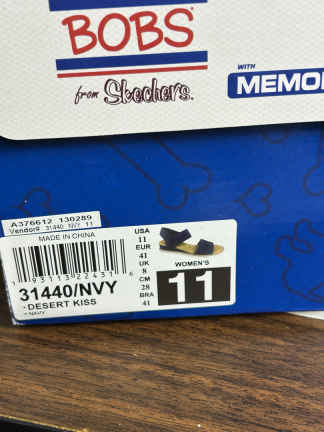 BOBS
from Skechers.
WITH
MEMO
A376612 130289
Vendor# 31440 NVY 11
MADE IN CHINA
31440/NVY
-DESERT KISS
- NAVY
USA
11
EUR
41
UK
8
CM
28
BRA
41
WOMEN'S
11